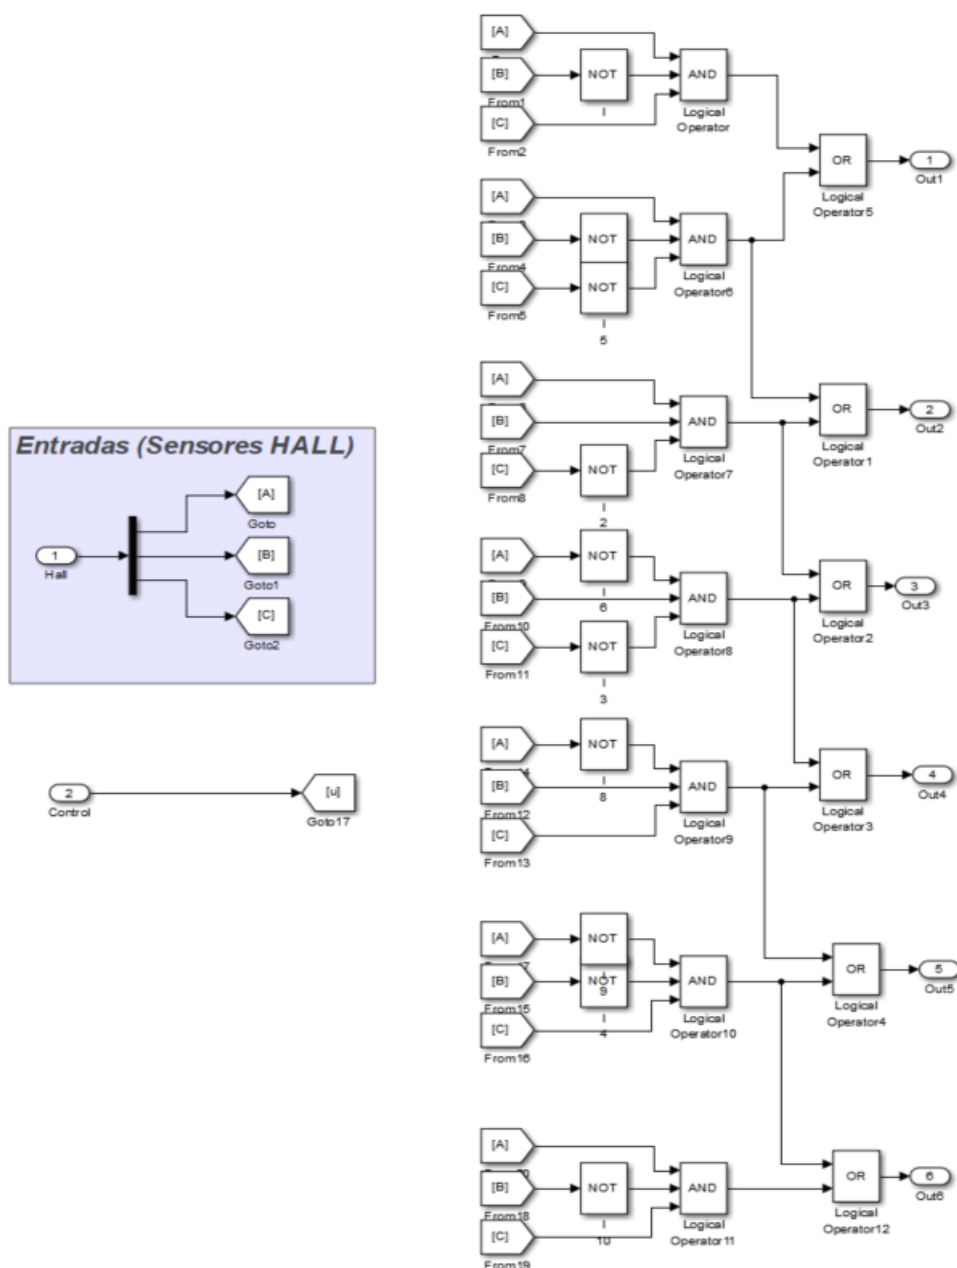 Entradas (Sensores HALL)
1
Hall
[A]
Goto
[B]
Goto1
[C]
Goto2
2
Control
[u]
Goto17
[A]
[B]
From1
[C]
From2
NOT
AND
Logical
Operator
OR
Logical
Operator5
1
Out1
[A]
[B]
From4
[C]
From5
NOT
NOT
5
AND
Logical
Operator6
[A]
[B]
From7
[C]
From8
NOT
2
AND
Logical
Operator7
OR
Logical
Operator1
2
Out2
[A]
[B]
From10
[C]
From11
NOT
6
NOT
3
AND
Logical
Operator8
OR
Logical
Operator2
3
Out3
[A]
[B]
From12
[C]
From13
NOT
8
AND
Logical
Operator9
OR
Logical
Operator3
4
Out4
[A]
[B]
From15
[C]
From16
NOT
9
NOT
4
AND
Logical
Operator10
OR
Logical
Operator4
5
Out5
[A]
[B]
From18
[C]
From19
NOT
10
AND
Logical
Operator11
OR
Logical
Operator12
6
Out6